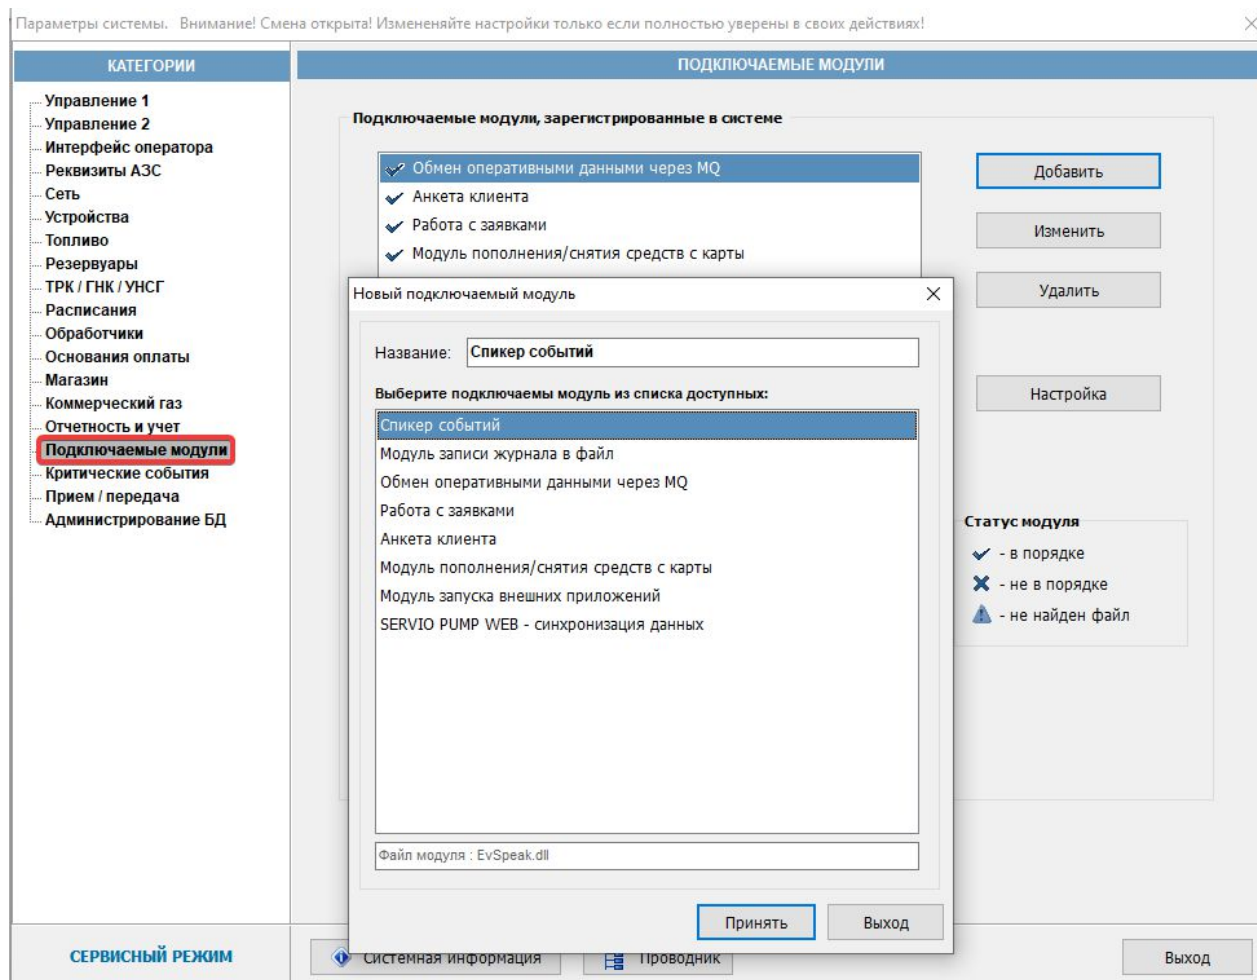 Параметры системы. Внимание! Смена открыта! Измененяйте настройки только если полностью уверены в своих действиях!
КАТЕГОРИИ
Управление 1
Управление 2
Интерфейс оператора
Реквизиты АЗС
Сеть
Устройства
Топливо
Резервуары
ТРК / ГНК / УНСГ
Расписания
Обработчики
Основания оплаты
Магазин
Коммерческий газ
Отчетность и учет
Подключаемые модули
Критические события
Прием / передача
Администрирование БД
СЕРВИСНЫЙ РЕЖИМ
ПОДКЛЮЧАЕМЫЕ МОДУЛИ
Подключаемые модули, зарегистрированные в системе
Обмен оперативными данными через MQ
Анкета клиента
Работа с заявками
Модуль пополнения/снятия средств с карты
Добавить
Изменить
Удалить
Настройка
Статус модуля
- в порядке
- не в порядке
- не найден файл
Новый подключаемый модуль
Название: Спикер событий
Выберите подключаемы модуль из списка доступных:
Спикер событий
Модуль записи журнала в файл
Обмен оперативными данными через MQ
Работа с заявками
Анкета клиента
Модуль пополнения/снятия средств с карты
Модуль запуска внешних приложений
SERVIO PUMP WEB - синхронизация данных
Файл модуля : EvSpeak.dll
Принять
Выход
Системная информация
Проводник
Выход